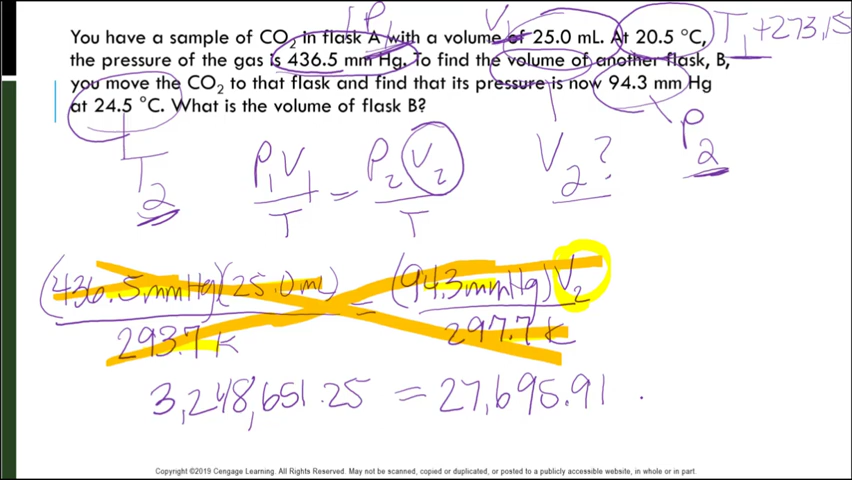 P1 V1
You have a sample of CO2 in flask A with a volume of 25.0 mL. At 20.5 °C, T1 +273.15
the pressure of the gas is 436.5 mm Hg. To find the volume of another flask, B,
you move the CO2 to that flask and find that its pressure is now 94.3 mm Hg
at 24.5 °C. What is the volume of flask B?
T2 P1V1/T = P2V2/T V2? P2
(436.5mmHg)(25.0mL)/293.7 K = (94.3mmHg)V2/297.7 K
3,248,651.25 = 27,695.91 .
Copyright ©2019 Cengage Learning. All Rights Reserved. May not be scanned, copied or duplicated, or posted to a publicly accessible website, in whole or in part.